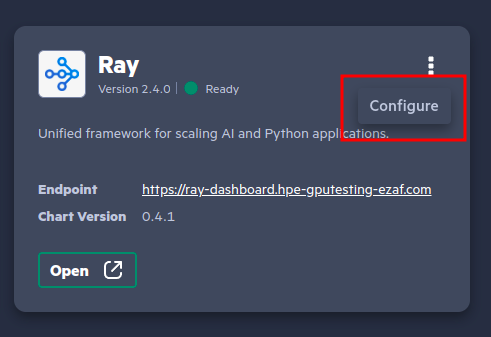 Ray
Version 2.4.0 | Ready
Configure
Unified framework for scaling AI and Python applications.
Endpoint https://ray-dashboard.hpe-gputesting-ezaf.com
Chart Version 0.4.1
Open